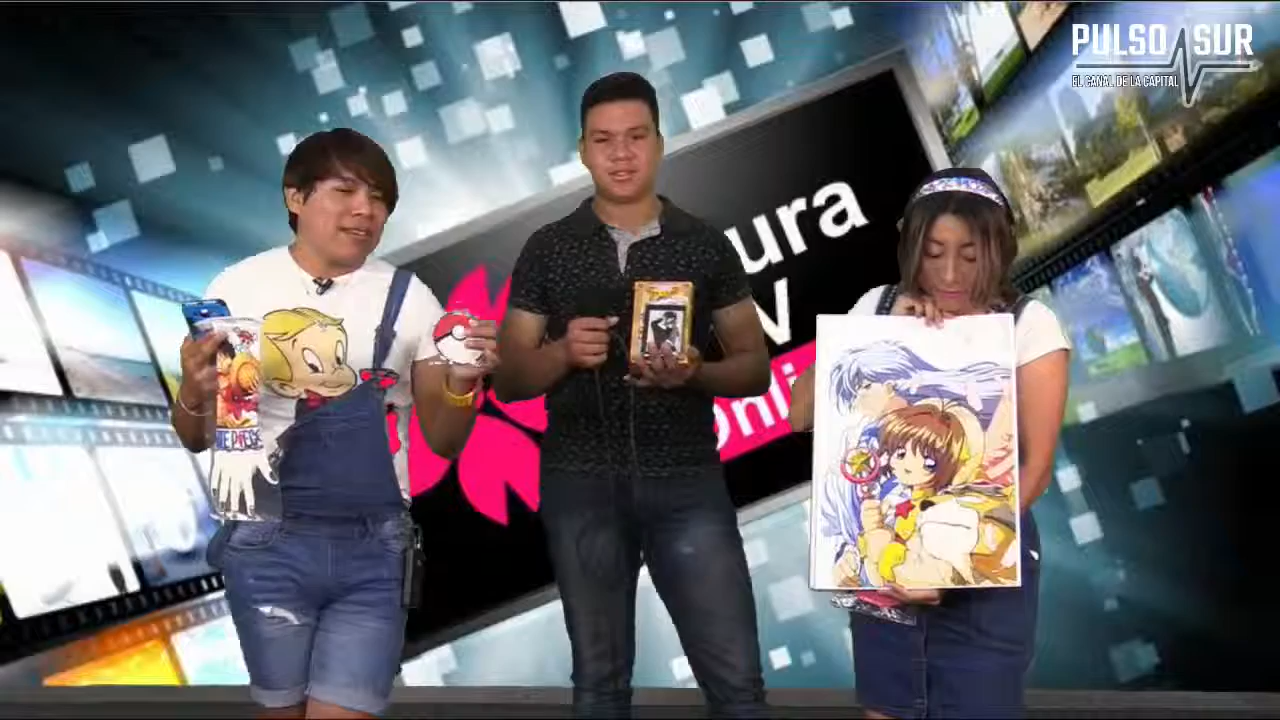 PULSO SUR
EL CANAL DE LA CAPITAL
ura
V
Onli
ONE PIECE